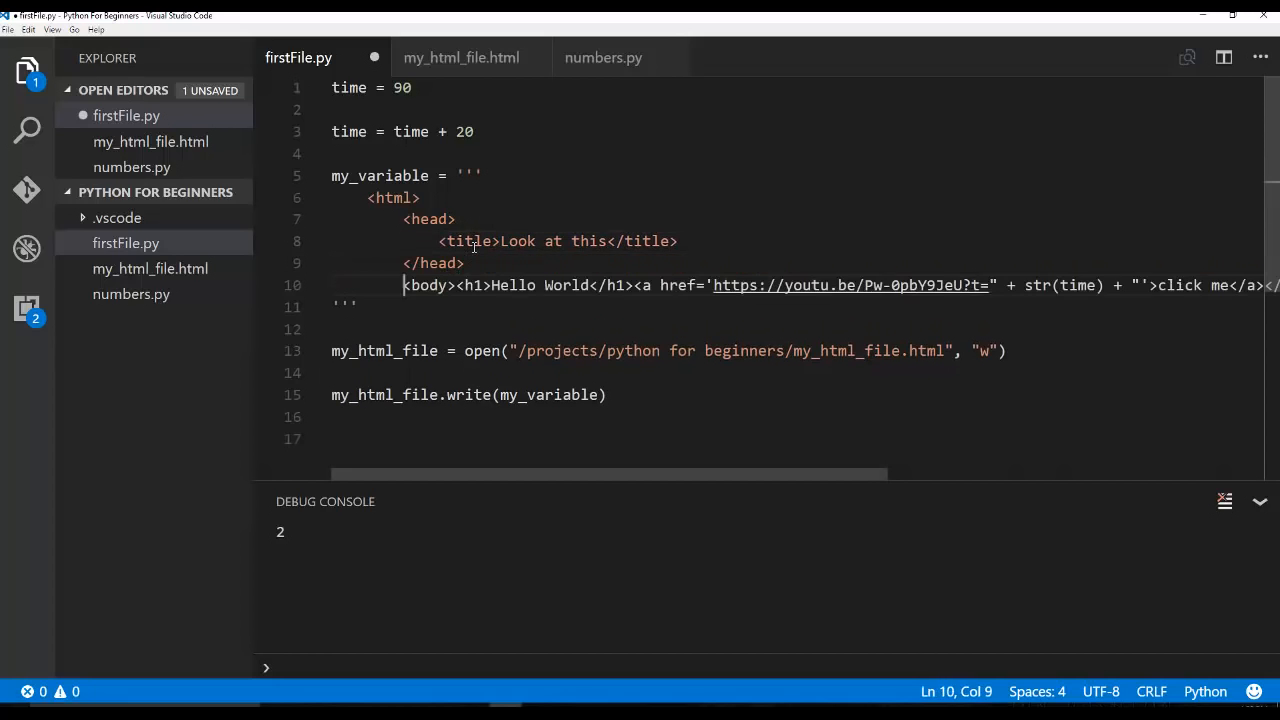 firstFile.py - Python For Beginners - Visual Studio Code
File Edit View Go Help
EXPLORER
OPEN EDITORS 1 UNSAVED
firstFile.py
my_html_file.html
numbers.py
PYTHON FOR BEGINNERS
.vscode
firstFile.py
my_html_file.html
numbers.py
1
2
firstFile.py my_html_file.html numbers.py
1 time = 90
2
3 time = time + 20
4
5 my_variable = '''
6 <html>
7 <head>
8 <title>Look at this</title>
9 </head>
10 <body><h1>Hello World</h1><a href='https://youtu.be/Pw-0pbY9JeU?t=" + str(time) + "'>click me</a></
11 '''
12
13 my_html_file = open("/projects/python for beginners/my_html_file.html", "w")
14
15 my_html_file.write(my_variable)
16
17
DEBUG CONSOLE
2
0 0 Ln 10, Col 9 Spaces: 4 UTF-8 CRLF Python